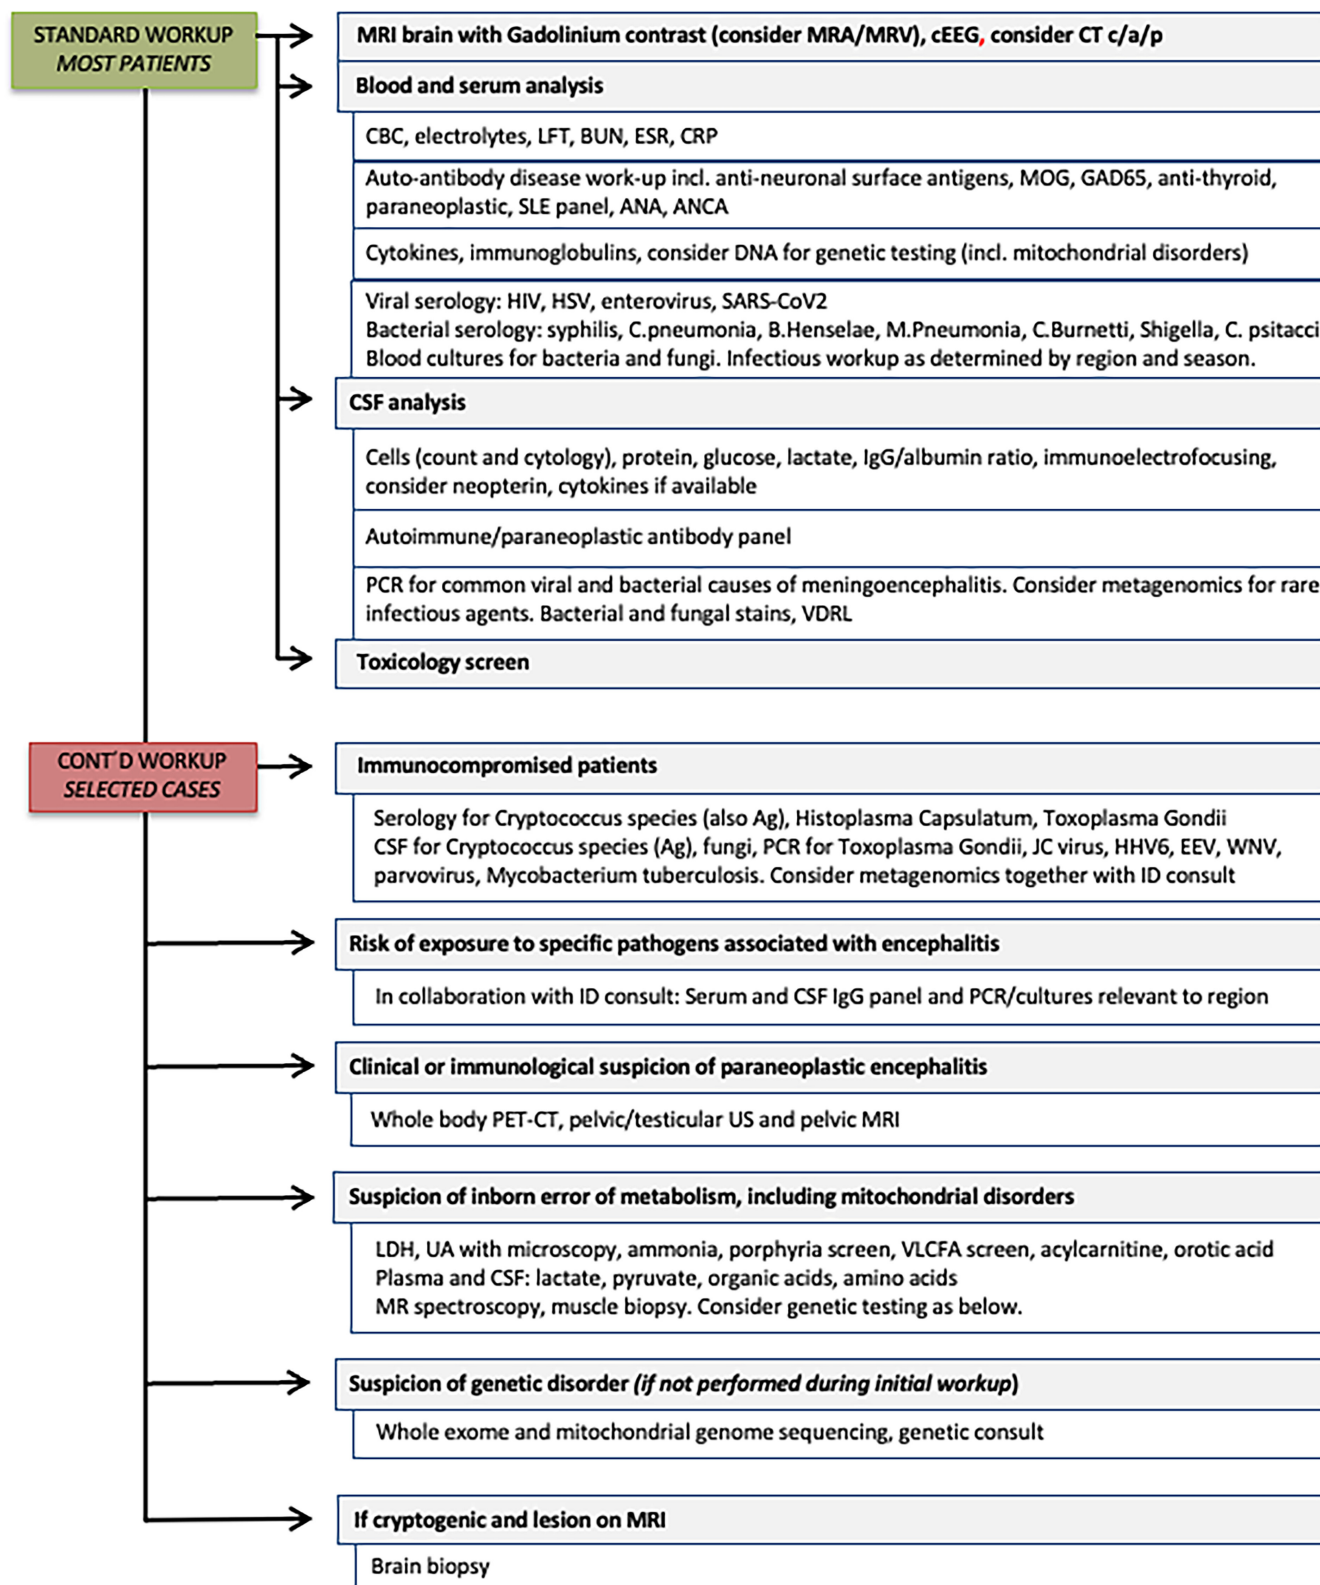 STANDARD WORKUP
MOST PATIENTS
MRI brain with Gadolinium contrast (consider MRA/MRV), cEEG, consider CT c/a/p
Blood and serum analysis
CBC, electrolytes, LFT, BUN, ESR, CRP
Auto-antibody disease work-up incl. anti-neuronal surface antigens, MOG, GAD65, anti-thyroid,
paraneoplastic, SLE panel, ANA, ANCA
Cytokines, immunoglobulins, consider DNA for genetic testing (incl. mitochondrial disorders)
Viral serology: HIV, HSV, enterovirus, SARS-CoV2
Bacterial serology: syphilis, C.pneumonia, B.Henselae, M.Pneumonia, C.Burnetti, Shigella, C. psitacci
Blood cultures for bacteria and fungi. Infectious workup as determined by region and season.
CSF analysis
Cells (count and cytology), protein, glucose, lactate, IgG/albumin ratio, immunoelectrofocusing,
consider neopterin, cytokines if available
Autoimmune/paraneoplastic antibody panel
PCR for common viral and bacterial causes of meningoencephalitis. Consider metagenomics for rare
infectious agents. Bacterial and fungal stains, VDRL
Toxicology screen
CONT'D WORKUP
SELECTED CASES
Immunocompromised patients
Serology for Cryptococcus species (also Ag), Histoplasma Capsulatum, Toxoplasma Gondii
CSF for Cryptococcus species (Ag), fungi, PCR for Toxoplasma Gondii, JC virus, HHV6, EEV, WNV,
parvovirus, Mycobacterium tuberculosis. Consider metagenomics together with ID consult
Risk of exposure to specific pathogens associated with encephalitis
In collaboration with ID consult: Serum and CSF IgG panel and PCR/cultures relevant to region
Clinical or immunological suspicion of paraneoplastic encephalitis
Whole body PET-CT, pelvic/testicular US and pelvic MRI
Suspicion of inborn error of metabolism, including mitochondrial disorders
LDH, UA with microscopy, ammonia, porphyria screen, VLCFA screen, acylcarnitine, orotic acid
Plasma and CSF: lactate, pyruvate, organic acids, amino acids
MR spectroscopy, muscle biopsy. Consider genetic testing as below.
Suspicion of genetic disorder (if not performed during initial workup)
Whole exome and mitochondrial genome sequencing, genetic consult
If cryptogenic and lesion on MRI
Brain biopsy